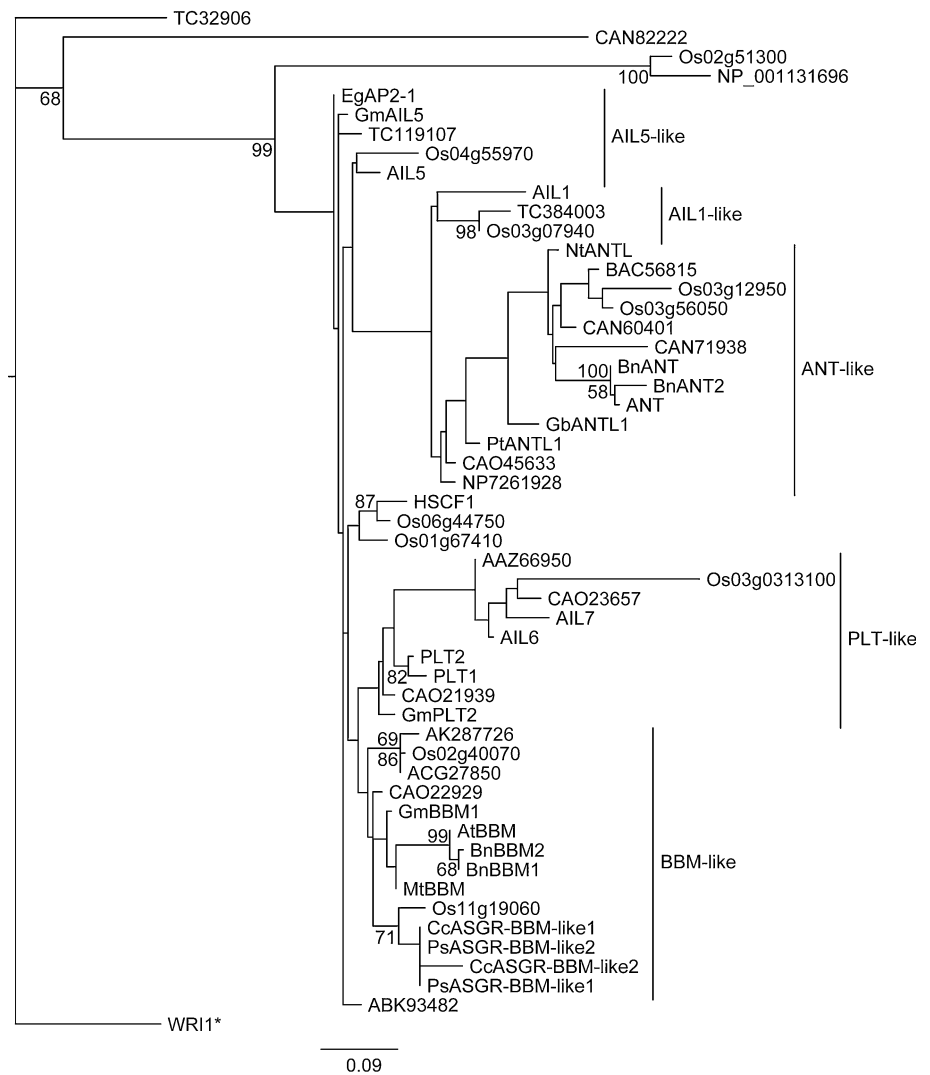 TC32906
CAN82222
68
Os02g51300
100 NP_001131696
99
EgAP2-1
GmAIL5
TC119107
AIL5-like
Os04g55970
AIL5
AIL1
TC384003
AIL1-like
98 Os03g07940
NtANTL
BAC56815
Os03g12950
Os03g56050
CAN60401
CAN71938
100 BnANT
ANT-like
58 BnANT2
ANT
GbANTL1
PtANTL1
CAO45633
NP7261928
87 HSCF1
Os06g44750
Os01g67410
AAZ66950
Os03g0313100
CAO23657
AIL7
AIL6
PLT-like
PLT2
82 PLT1
CAO21939
GmPLT2
69 AK287726
86 Os02g40070
ACG27850
CAO22929
GmBBM1
99 AtBBM
BnBBM2
68 BnBBM1
BBM-like
MtBBM
Os11g19060
71 CcASGR-BBM-like1
PsASGR-BBM-like2
CcASGR-BBM-like2
PsASGR-BBM-like1
ABK93482
WRI1*
0.09